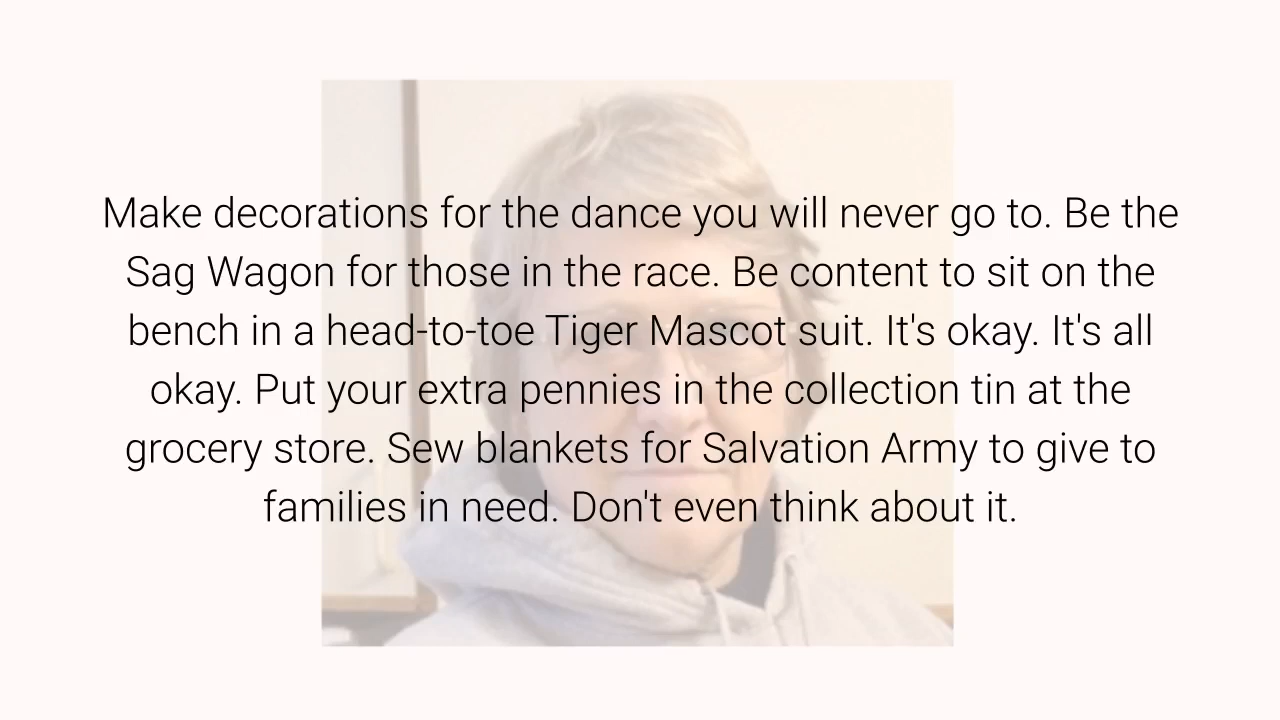 Make decorations for the dance you will never go to. Be the
Sag Wagon for those in the race. Be content to sit on the
bench in a head-to-toe Tiger Mascot suit. It's okay. It's all
okay. Put your extra pennies in the collection tin at the
grocery store. Sew blankets for Salvation Army to give to
families in need. Don't even think about it.